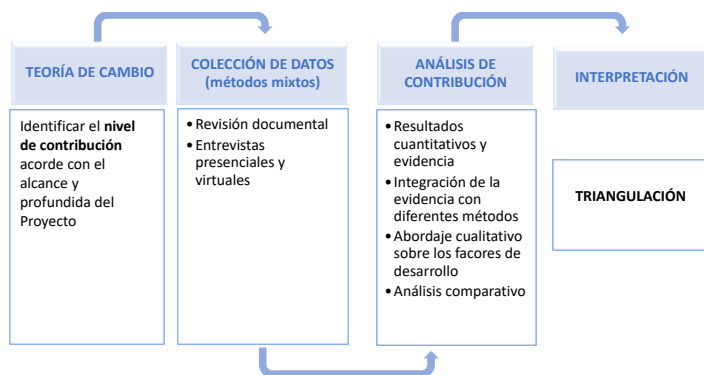 TEORÍA DE CAMBIO
Identificar el nivel
de contribución
acorde con el
alcance y
profundida del
Proyecto
COLECCIÓN DE DATOS
(métodos mixtos)
• Revisión documental
• Entrevistas
presenciales y
virtuales
ANÁLISIS DE
CONTRIBUCIÓN
• Resultados
cuantitativos y
evidencia
• Integración de la
evidencia con
diferentes métodos
• Abordaje cualitativo
sobre los facores de
desarrollo
• Análisis comparativo
INTERPRETACIÓN
TRIANGULACIÓN